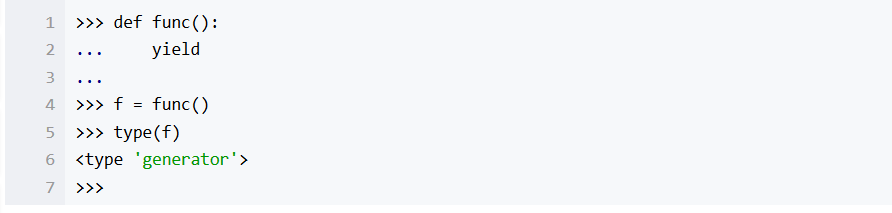 1 >>> def func():
2 ...     yield
3 ...
4 >>> f = func()
5 >>> type(f)
6 <type 'generator'>
7 >>>